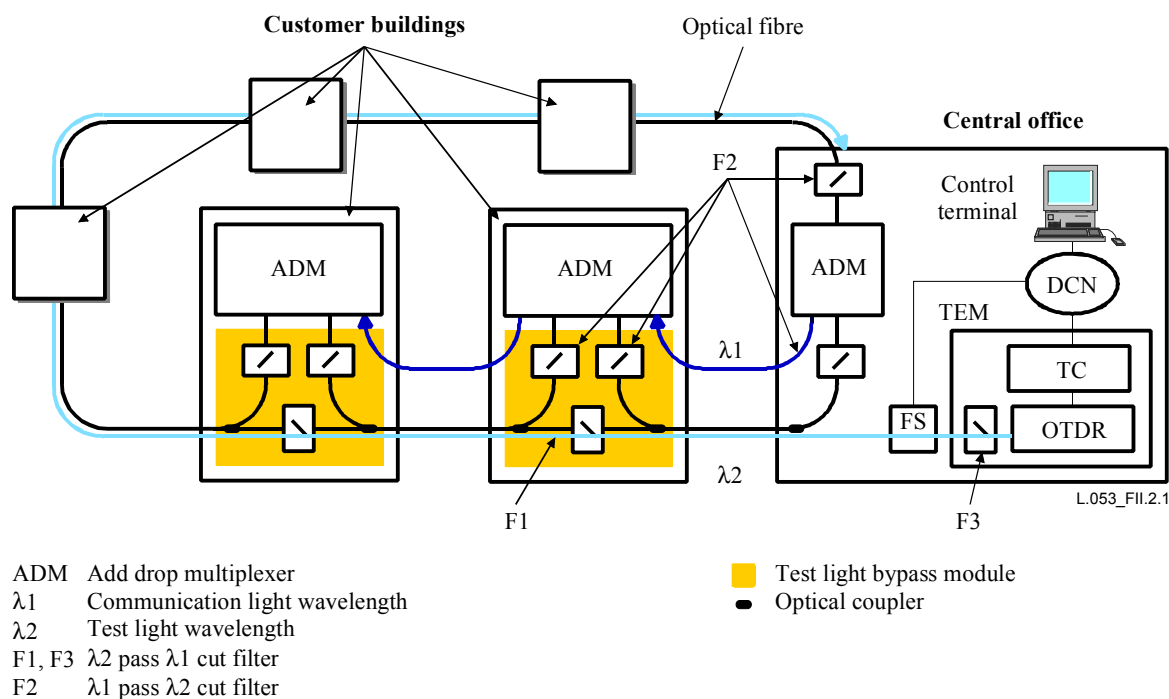 Customer buildings
Optical fibre
Central office
F2
Control
terminal
ADM
ADM
ADM
DCN
TEM
λ1
TC
FS
OTDR
λ2
F1
F3
L.053_FII.2.1
ADM Add drop multiplexer
λ1 Communication light wavelength
λ2 Test light wavelength
F1, F3 λ2 pass λ1 cut filter
F2 λ1 pass λ2 cut filter
Test light bypass module
Optical coupler